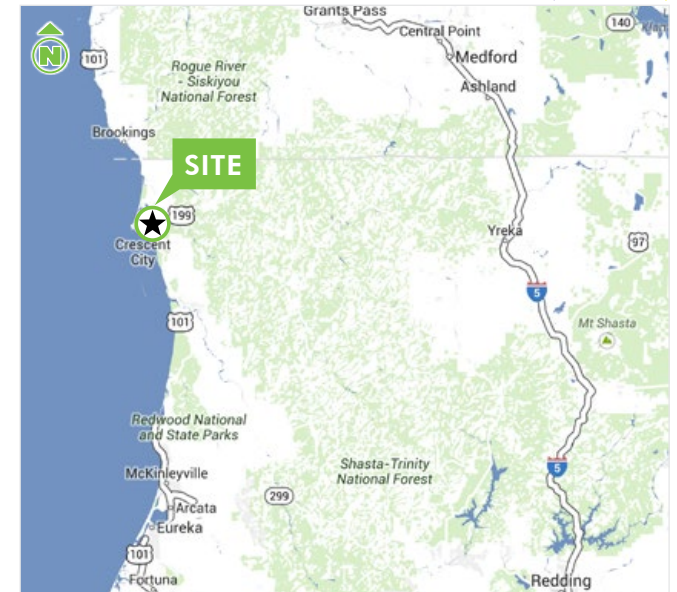 Grants Pass
140
Central Point
N
101
Medford
Rogue River
- Siskiyou
National Forest
Ashland
Brookings
SITE
199
Crescent
City
Yreka
97
5
101
Mt Shasta
Redwood National
and State Parks
Shasta-Trinity
National Forest
5
McKinleyville
299
Arcata
Eureka
101
Fortuna
Redding